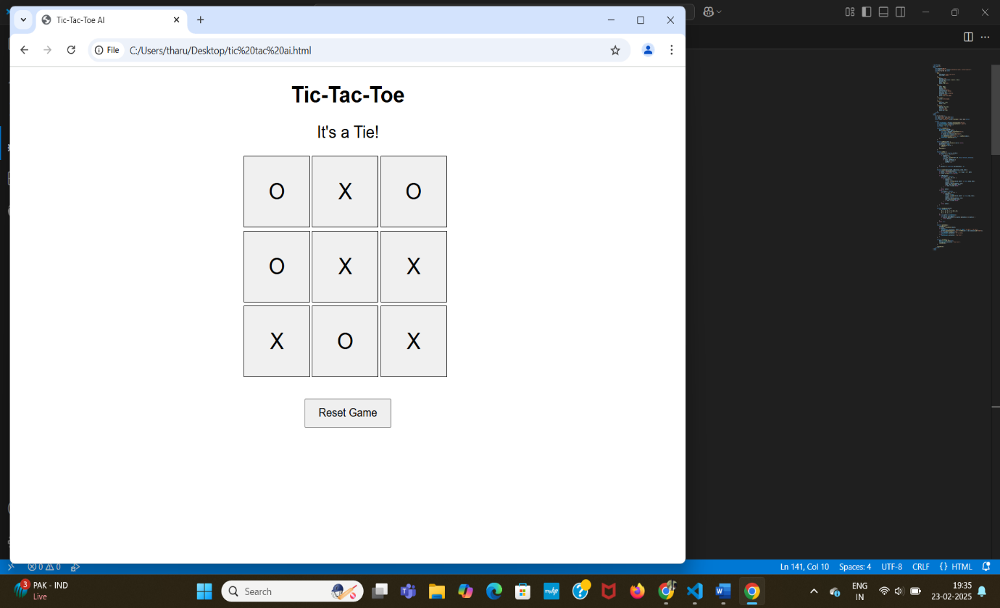 Tic-Tac-Toe AI
File C:/Users/tharu/Desktop/tic%20tac%20ai.html
Tic-Tac-Toe
It's a Tie!
O X O
O X X
X O X
Reset Game
0 0 Ln 141, Col 10 Spaces: 4 UTF-8 CRLF {} HTML
3 PAK - IND
Live
Search
myhp
ENG
IN
19:35
23-02-2025